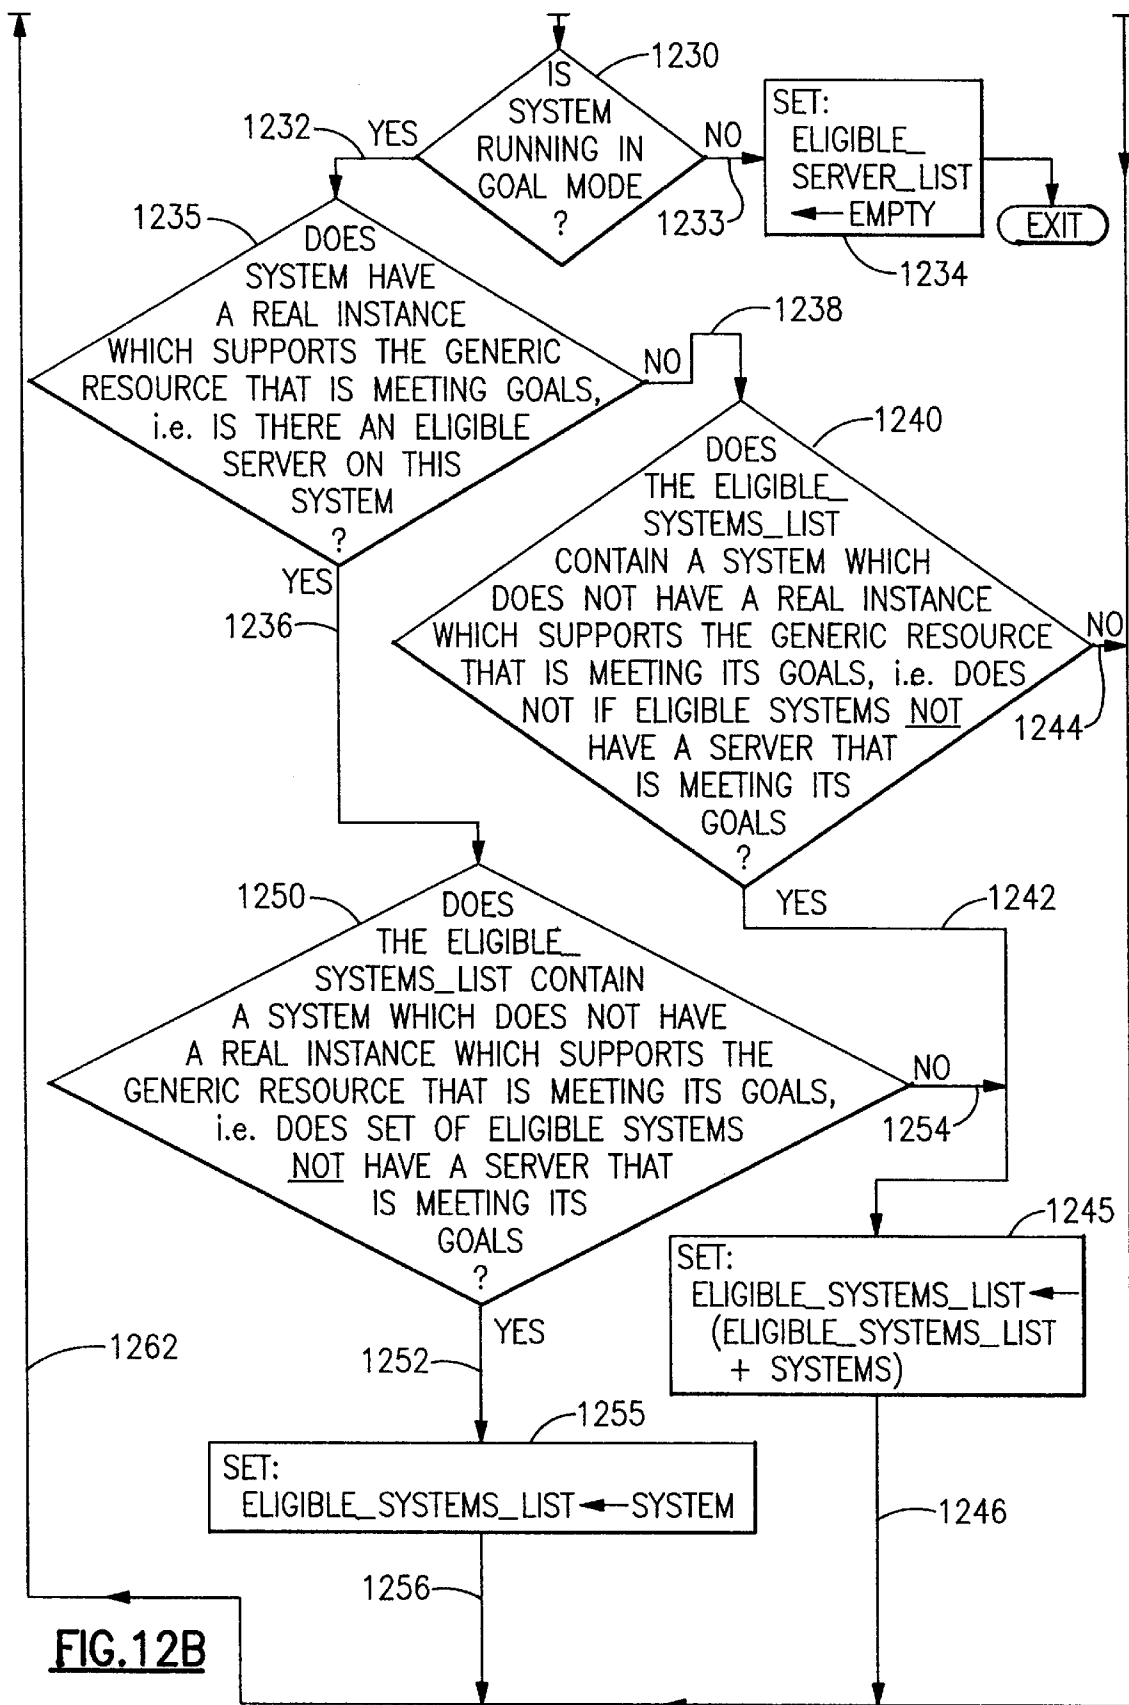 1230
IS
SYSTEM
RUNNING IN
GOAL MODE
?
1232
YES
NO
1233
SET:
ELIGIBLE_
SERVER_LIST
← EMPTY
1234
EXIT
1235
DOES
SYSTEM HAVE
A REAL INSTANCE
WHICH SUPPORTS THE GENERIC
RESOURCE THAT IS MEETING GOALS,
i.e. IS THERE AN ELIGIBLE
SERVER ON THIS
SYSTEM
?
NO
1238
YES
1236
1240
DOES
THE ELIGIBLE_
SYSTEMS_LIST
CONTAIN A SYSTEM WHICH
DOES NOT HAVE A REAL INSTANCE
WHICH SUPPORTS THE GENERIC RESOURCE
THAT IS MEETING ITS GOALS, i.e. DOES
NOT IF ELIGIBLE SYSTEMS NOT
HAVE A SERVER THAT
IS MEETING ITS
GOALS
?
NO
1244
YES
1242
1250
DOES
THE ELIGIBLE_
SYSTEMS_LIST CONTAIN
A SYSTEM WHICH DOES NOT HAVE
A REAL INSTANCE WHICH SUPPORTS THE
GENERIC RESOURCE THAT IS MEETING ITS GOALS,
i.e. DOES SET OF ELIGIBLE SYSTEMS
NOT HAVE A SERVER THAT
IS MEETING ITS
GOALS
?
NO
1254
YES
1252
1245
SET:
ELIGIBLE_SYSTEMS_LIST ←
(ELIGIBLE_SYSTEMS_LIST
+ SYSTEMS)
1262
1255
SET:
ELIGIBLE_SYSTEMS_LIST ← SYSTEM
1246
1256
FIG.12B